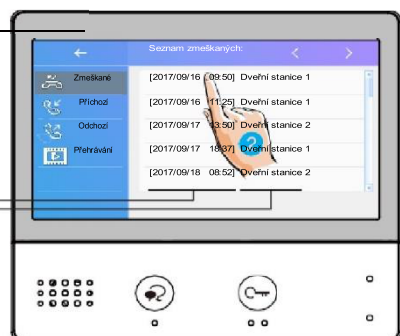 Seznam zmeškaných:
Zmeškané
Příchozí
Odchozí
Přehrávání
[2017/09/16 09:50] Dveřní stanice 1
[2017/09/16 11:25] Dveřní stanice 1
[2017/09/17 13:50] Dveřní stanice 2
[2017/09/17 18:37] Dveřní stanice 1
[2017/09/18 08:52] Dveřní stanice 2
2